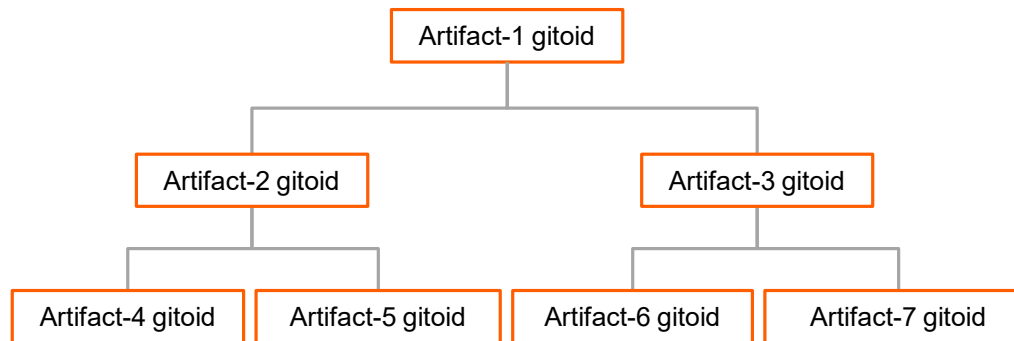 Artifact-1 gitoid
Artifact-2 gitoid
Artifact-3 gitoid
Artifact-4 gitoid
Artifact-5 gitoid
Artifact-6 gitoid
Artifact-7 gitoid